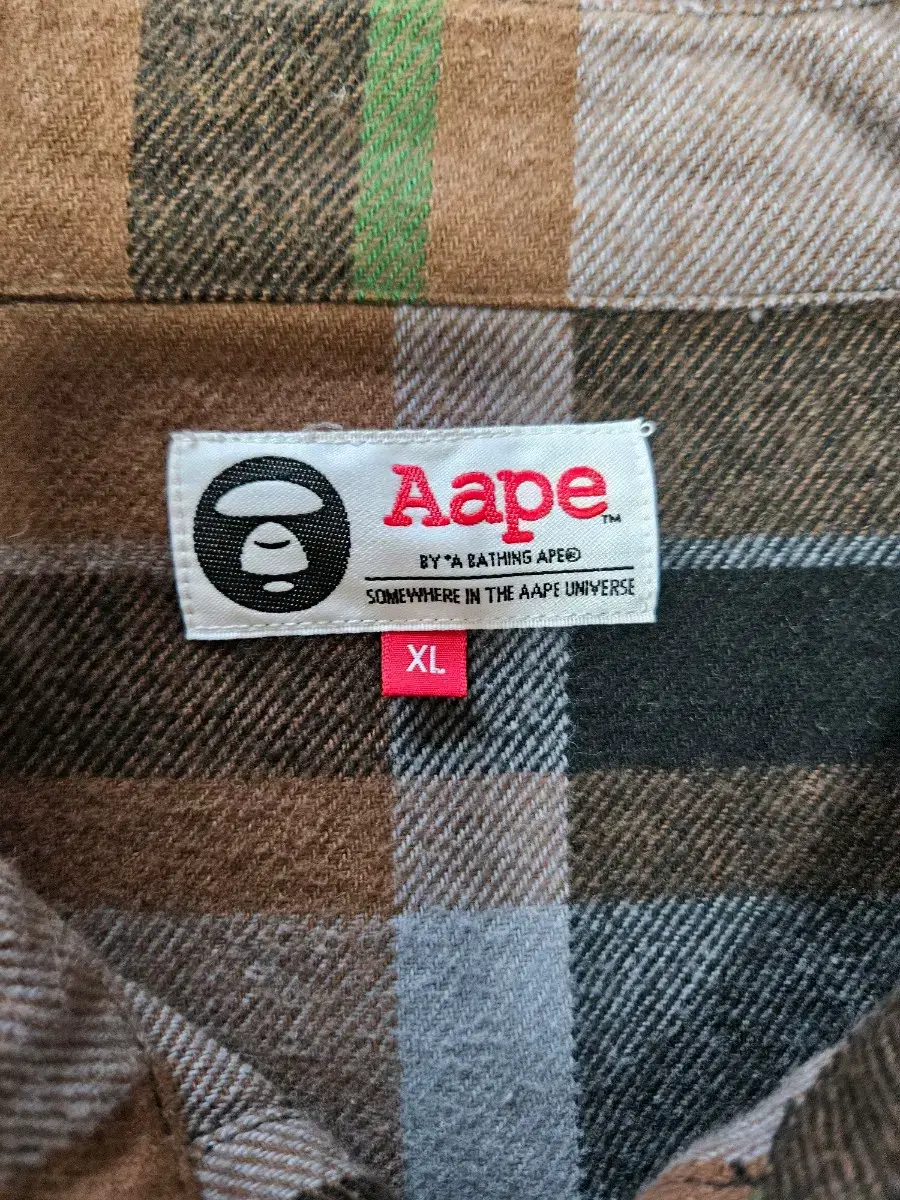 Aape™
BY *A BATHING APE®
SOMEWHERE IN THE AAPE UNIVERSE
XL